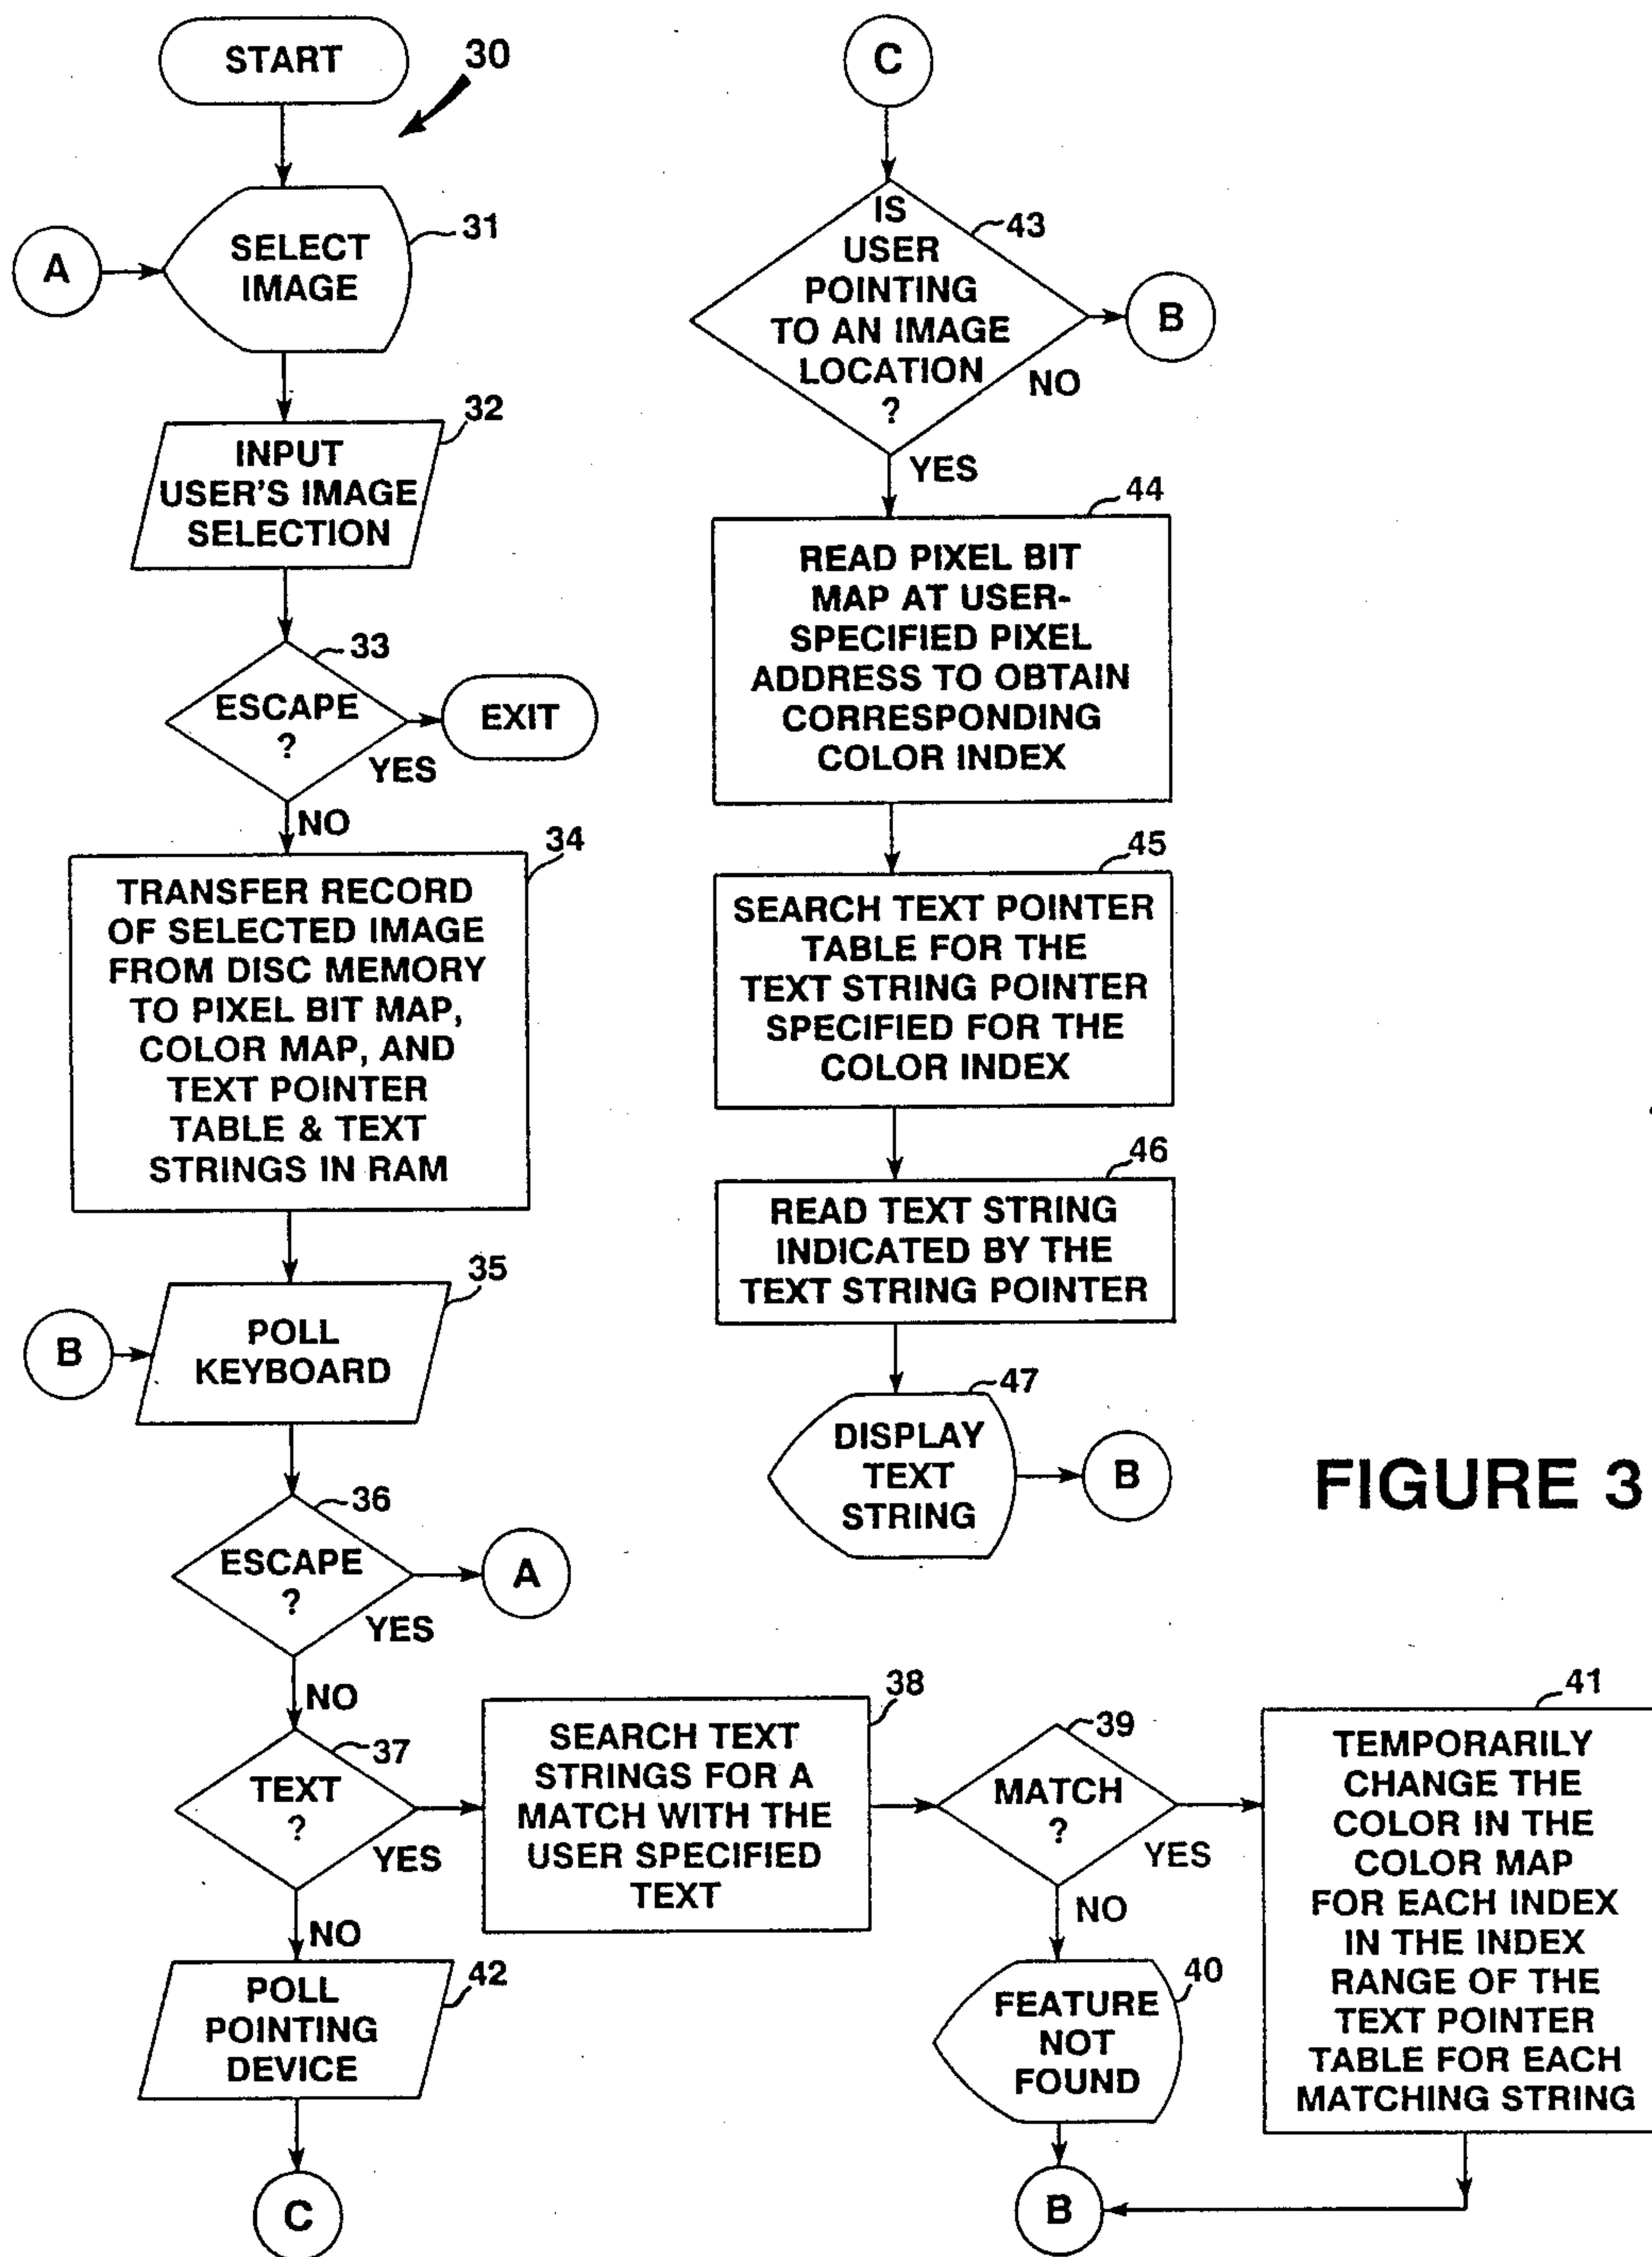 START
30
A
SELECT
IMAGE
31
INPUT
USER'S IMAGE
SELECTION
32
ESCAPE
?
33
YES
EXIT
NO
TRANSFER RECORD
OF SELECTED IMAGE
FROM DISC MEMORY
TO PIXEL BIT MAP,
COLOR MAP, AND
TEXT POINTER
TABLE & TEXT
STRINGS IN RAM
34
B
POLL
KEYBOARD
35
ESCAPE
?
36
YES
A
NO
TEXT
?
37
YES
SEARCH TEXT
STRINGS FOR A
MATCH WITH THE
USER SPECIFIED
TEXT
38
MATCH
?
39
YES
TEMPORARILY
CHANGE THE
COLOR IN THE
COLOR MAP
FOR EACH INDEX
IN THE INDEX
RANGE OF THE
TEXT POINTER
TABLE FOR EACH
MATCHING STRING
41
NO
FEATURE
NOT
FOUND
40
B
NO
POLL
POINTING
DEVICE
42
C
C
IS
USER
POINTING
TO AN IMAGE
LOCATION
?
43
NO
B
YES
READ PIXEL BIT
MAP AT USER-
SPECIFIED PIXEL
ADDRESS TO OBTAIN
CORRESPONDING
COLOR INDEX
44
SEARCH TEXT POINTER
TABLE FOR THE
TEXT STRING POINTER
SPECIFIED FOR THE
COLOR INDEX
45
READ TEXT STRING
INDICATED BY THE
TEXT STRING POINTER
46
DISPLAY
TEXT
STRING
47
B
FIGURE 3